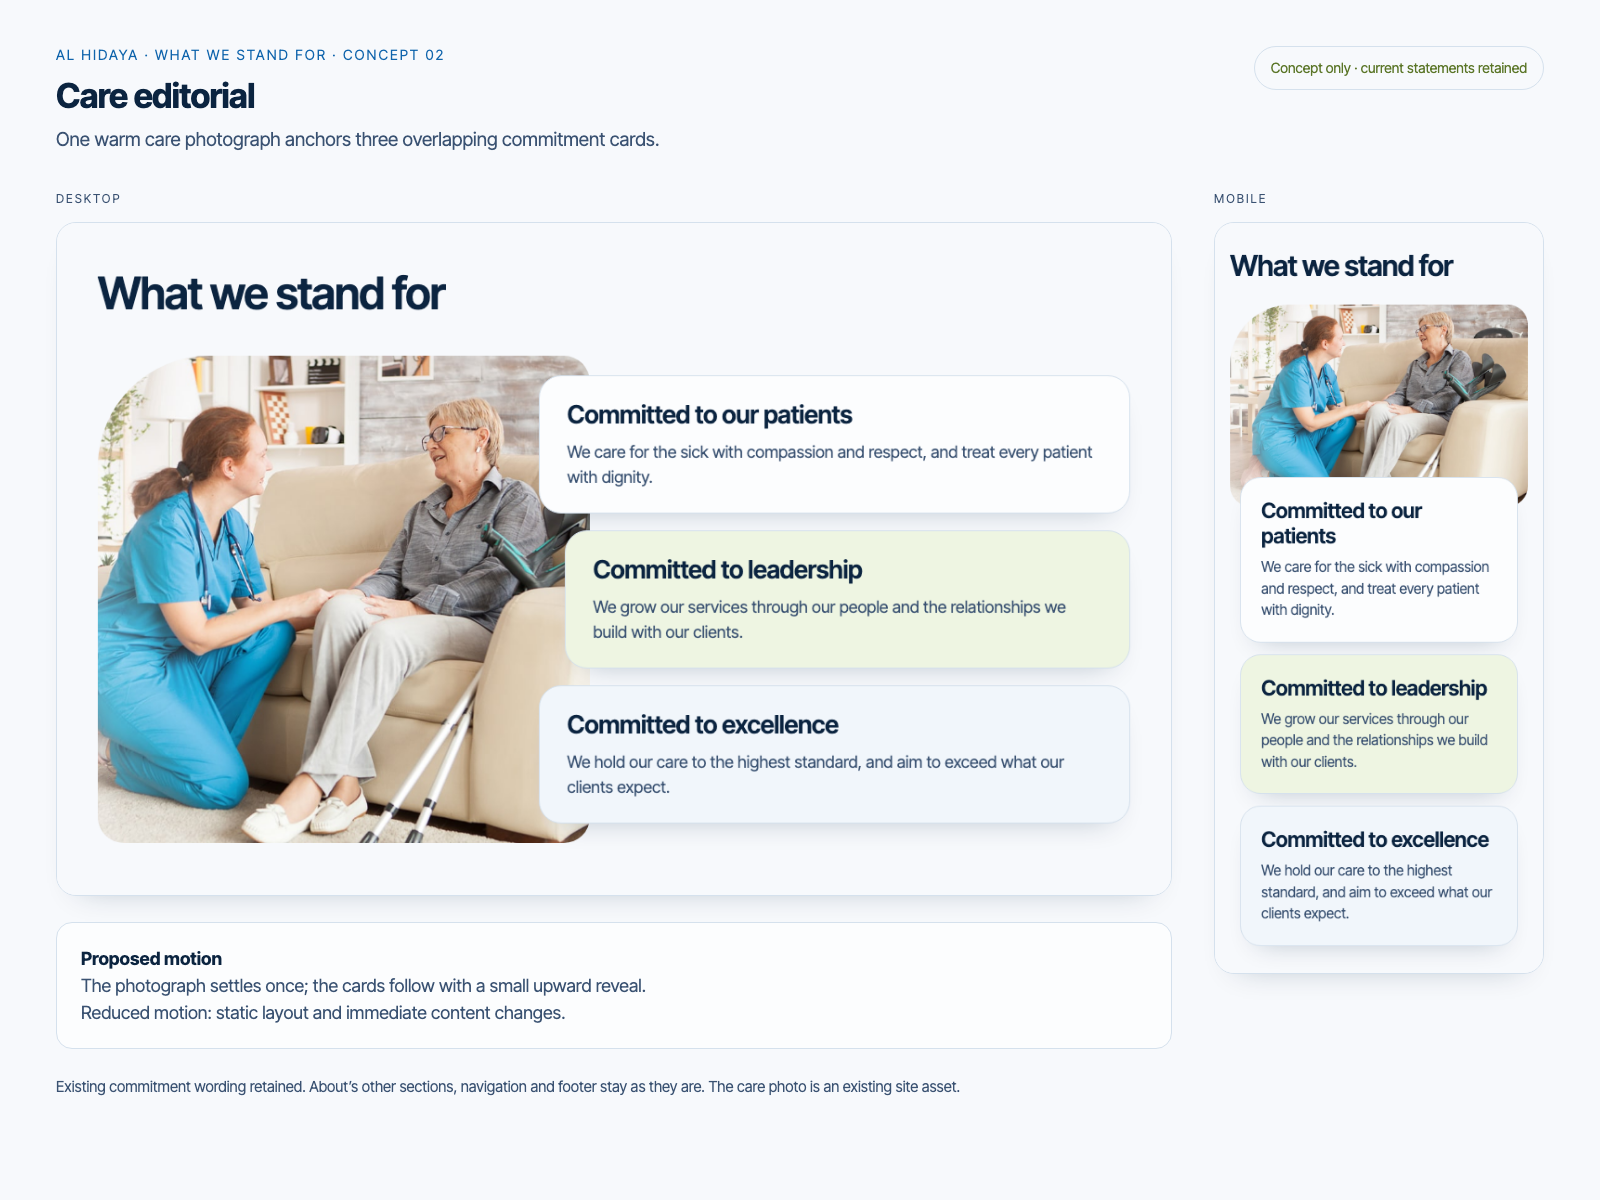 AL HIDAYA · WHAT WE STAND FOR · CONCEPT 02
Concept only · current statements retained
Care editorial
One warm care photograph anchors three overlapping commitment cards.
DESKTOP
What we stand for
Committed to our patients
We care for the sick with compassion and respect, and treat every patient
with dignity.
Committed to leadership
We grow our services through our people and the relationships we
build with our clients.
Committed to excellence
We hold our care to the highest standard, and aim to exceed what our
clients expect.
MOBILE
What we stand for
Committed to our
patients
We care for the sick with compassion
and respect, and treat every patient
with dignity.
Committed to leadership
We grow our services through our
people and the relationships we build
with our clients.
Committed to excellence
We hold our care to the highest
standard, and aim to exceed what our
clients expect.
Proposed motion
The photograph settles once; the cards follow with a small upward reveal.
Reduced motion: static layout and immediate content changes.
Existing commitment wording retained. About’s other sections, navigation and footer stay as they are. The care photo is an existing site asset.